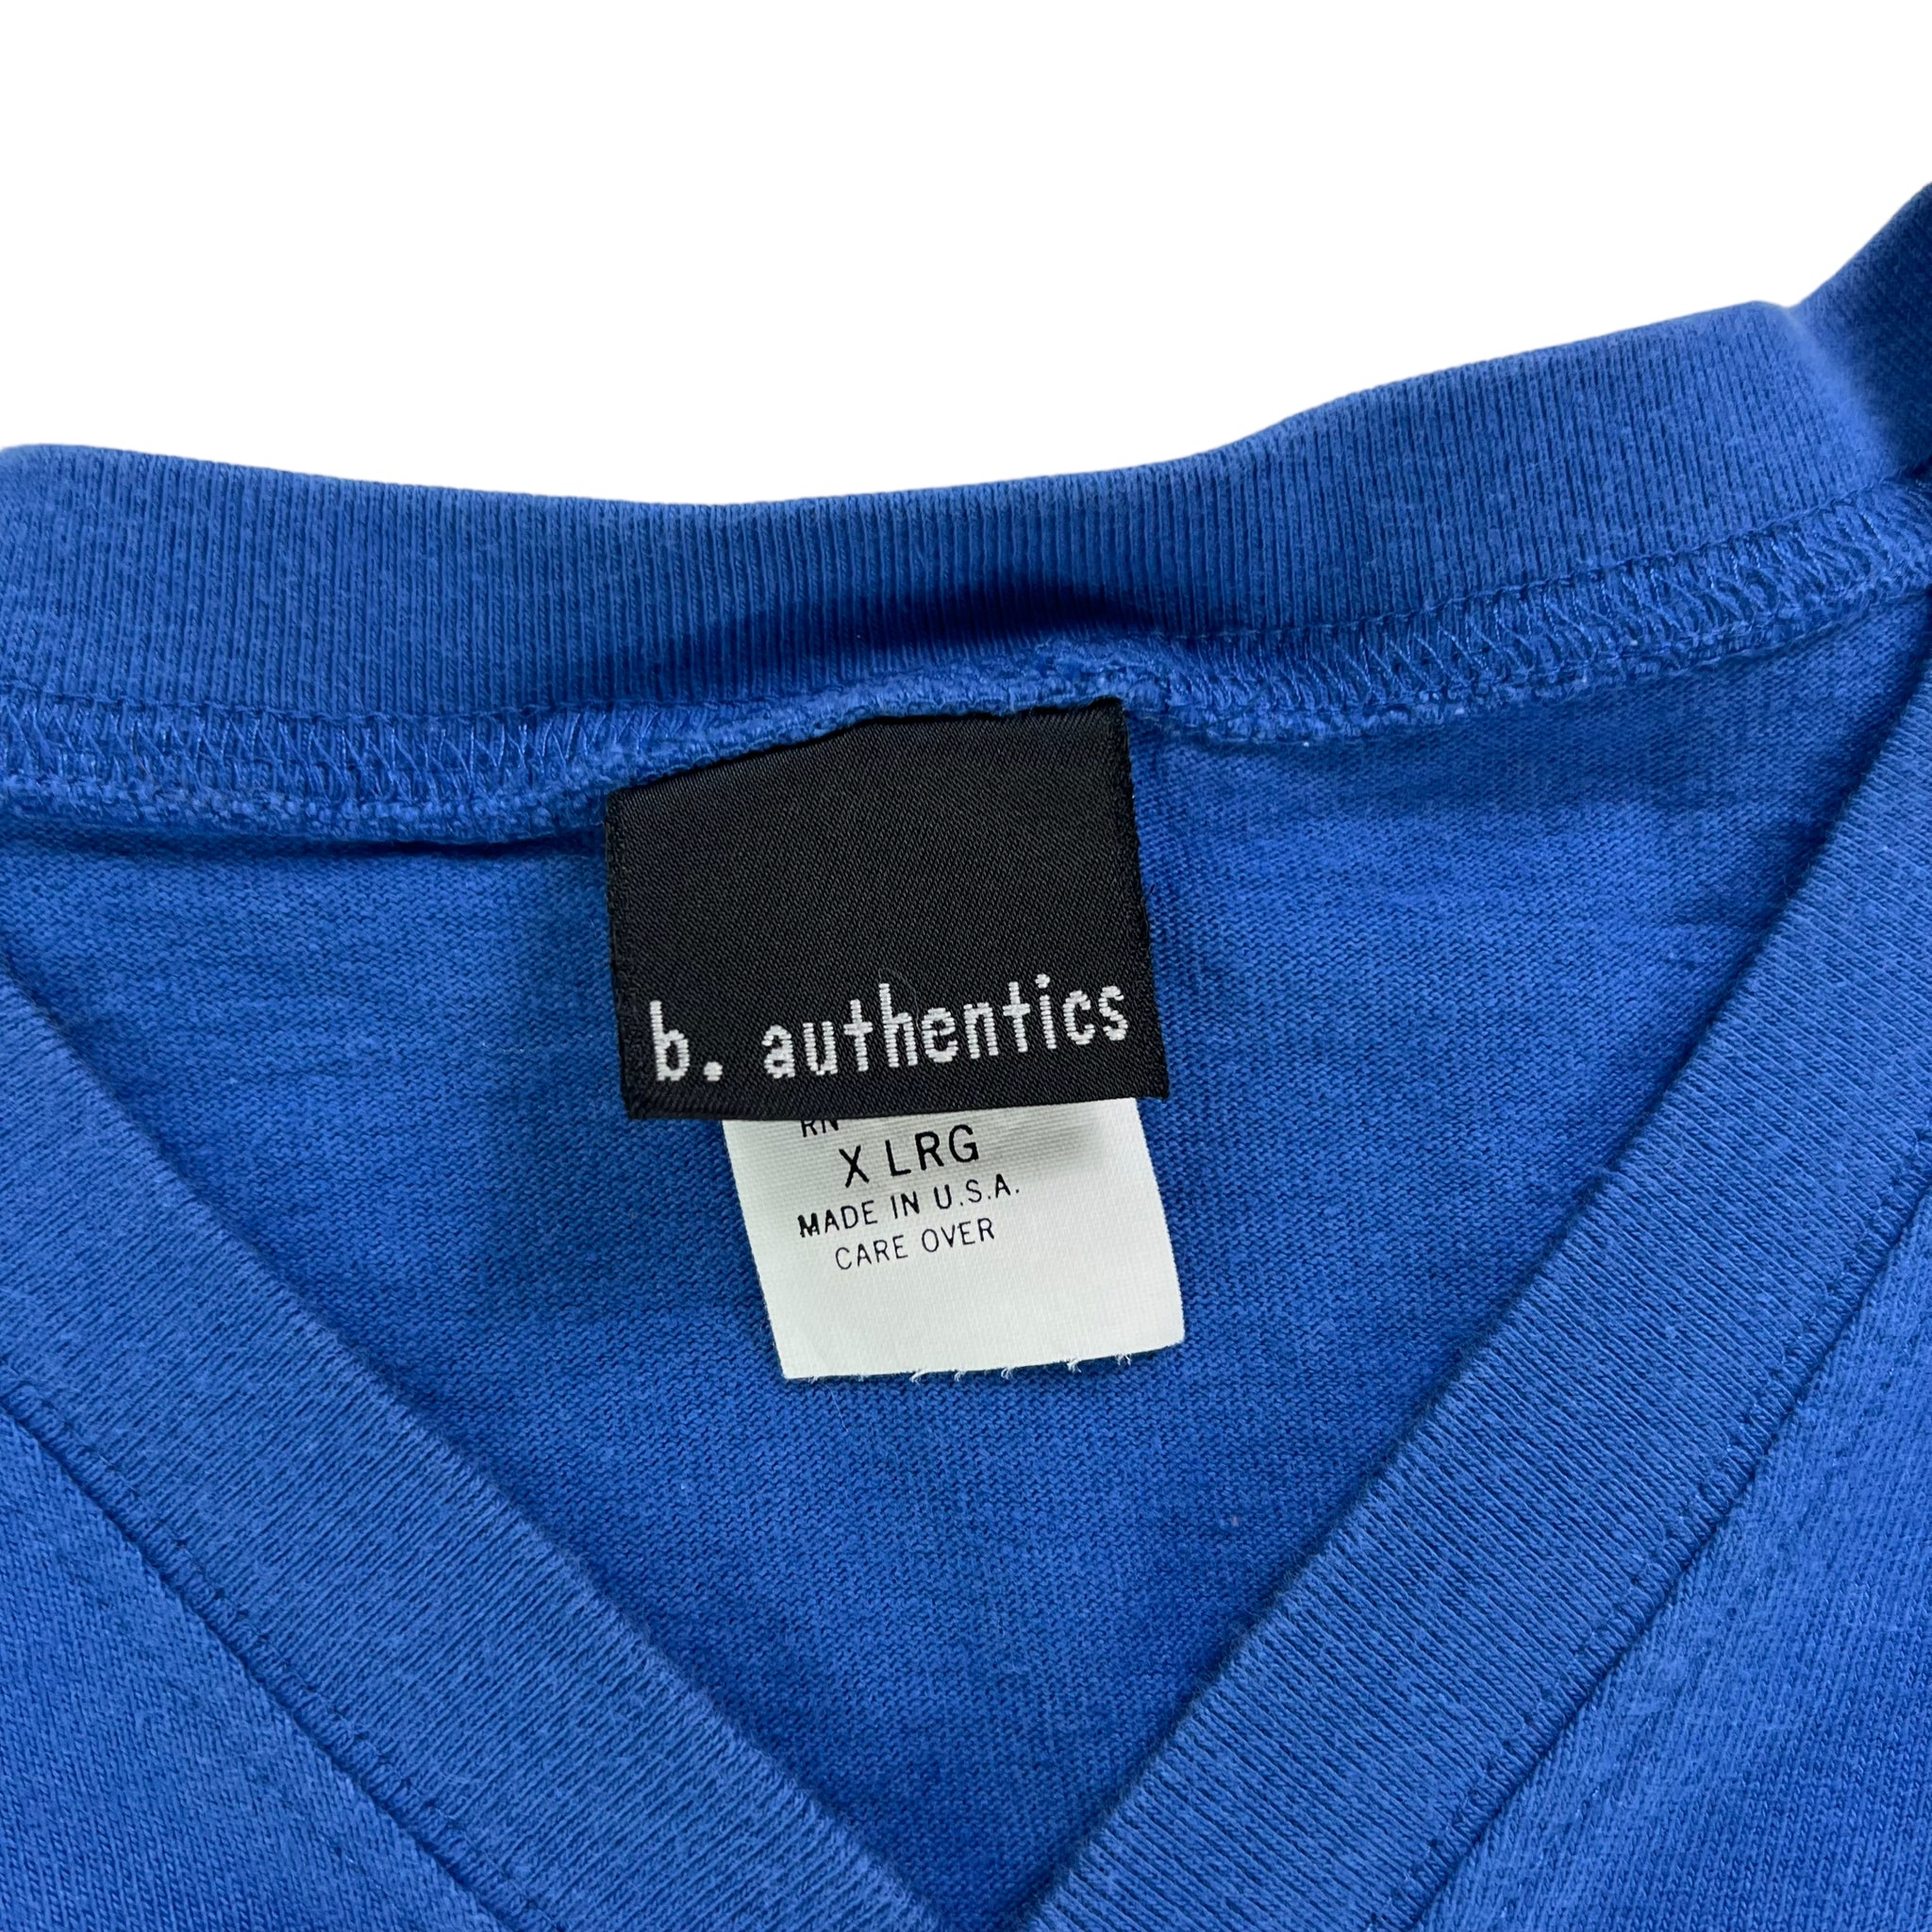 b. authentics
RN
X LRG
MADE IN U.S.A.
CARE OVER